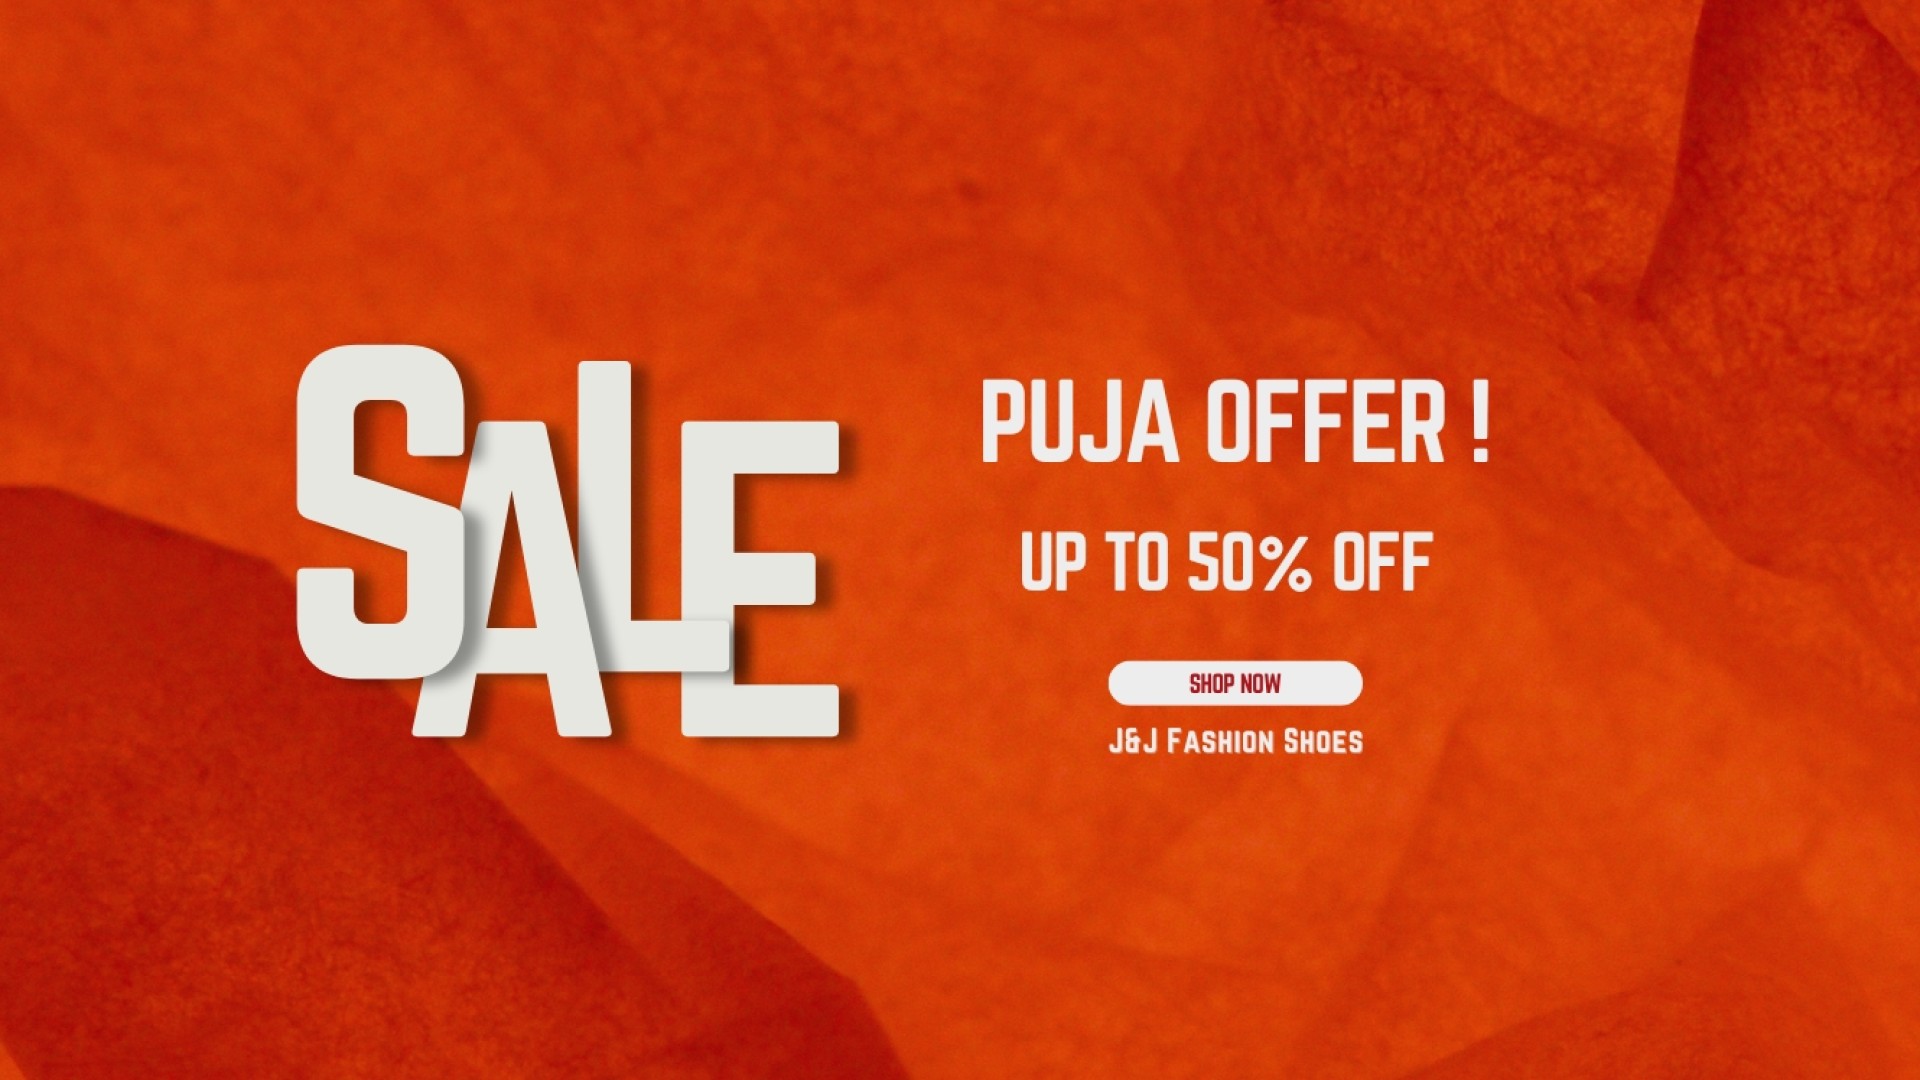 SALE
PUJA OFFER !
UP TO 50% OFF
SHOP NOW
J&J Fashion Shoes